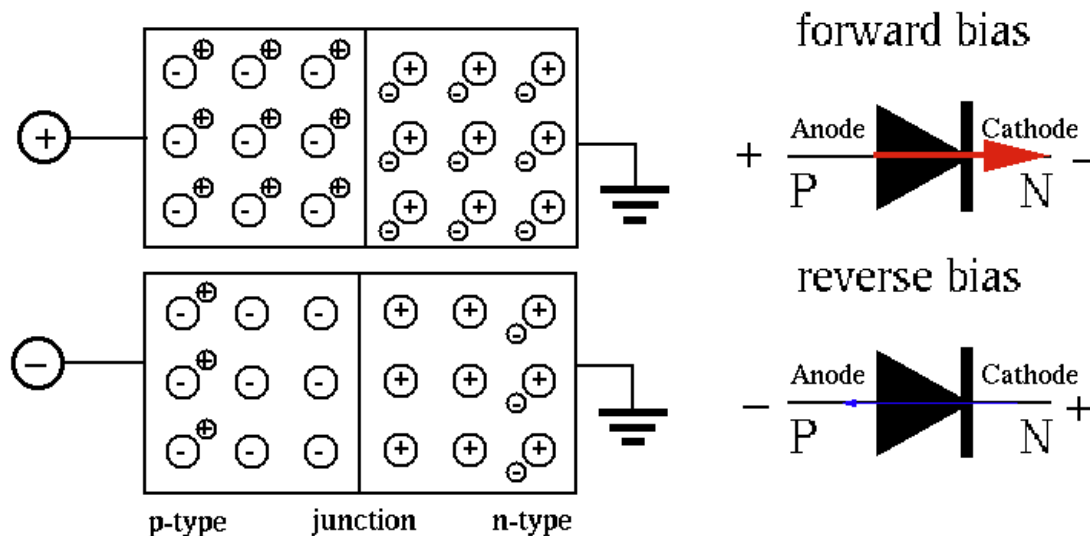 forward bias
Anode Cathode
+ -
P N
reverse bias
Anode Cathode
- +
P N
p-type junction n-type